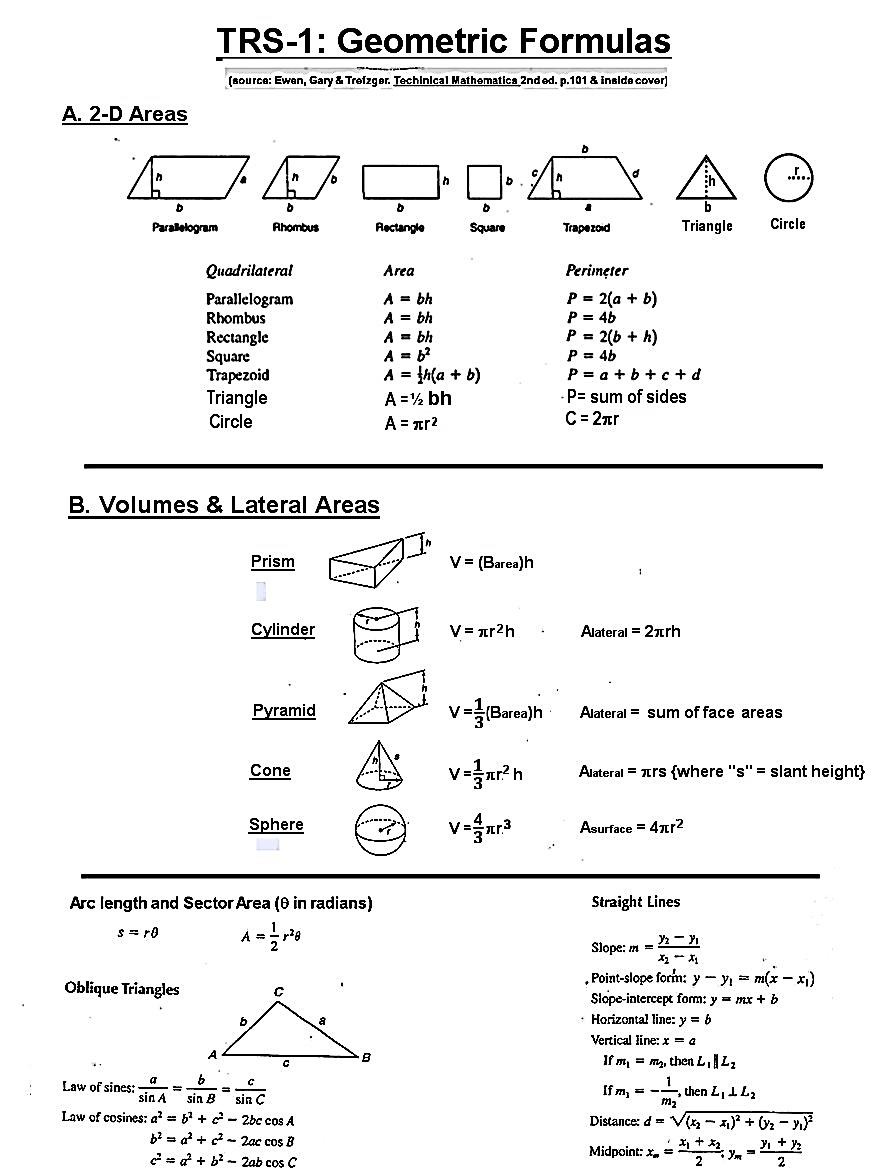 TRS-1: Geometric Formulas
(source: Ewen, Gary & Trefzger. Techinical Mathematics 2nd ed. p.101 & inside cover)
A. 2-D Areas
h a b
Parallelogram
h b b
Rhombus
h b
Rectangle
b b
Square
b c h d a
Trapezoid
h b
Triangle
r
Circle
Quadrilateral Area Perimeter
Parallelogram A = bh P = 2(a + b)
Rhombus A = bh P = 4b
Rectangle A = bh P = 2(b + h)
Square A = b² P = 4b
Trapezoid A = ½h(a + b) P = a + b + c + d
Triangle A = ½ bh P= sum of sides
Circle A = πr² C = 2πr
B. Volumes & Lateral Areas
Prism h V = (Barea)h
Cylinder r h V = πr²h Alateral = 2πrh
Pyramid h V = 1/3 (Barea)h Alateral = sum of face areas
Cone h s r V = 1/3 πr² h Alateral = πrs {where "s" = slant height}
Sphere r V = 4/3 πr³ Asurface = 4πr²
Arc length and Sector Area (θ in radians)
s = rθ A = 1/2 r²θ
Oblique Triangles
C
b a
A c B
Law of sines: a/sin A = b/sin B = c/sin C
Law of cosines: a² = b² + c² − 2bc cos A
b² = a² + c² − 2ac cos B
c² = a² + b² − 2ab cos C
Straight Lines
Slope: m = y₂ − y₁ / x₂ − x₁
Point-slope form: y − y₁ = m(x − x₁)
Slope-intercept form: y = mx + b
Horizontal line: y = b
Vertical line: x = a
If m₁ = m₂, then L₁ ∥ L₂
If m₁ = −1/m₂, then L₁ ⊥ L₂
Distance: d = √(x₂ − x₁)² + (y₂ − y₁)²
Midpoint: xₘ = x₁ + x₂ / 2; yₘ = y₁ + y₂ / 2